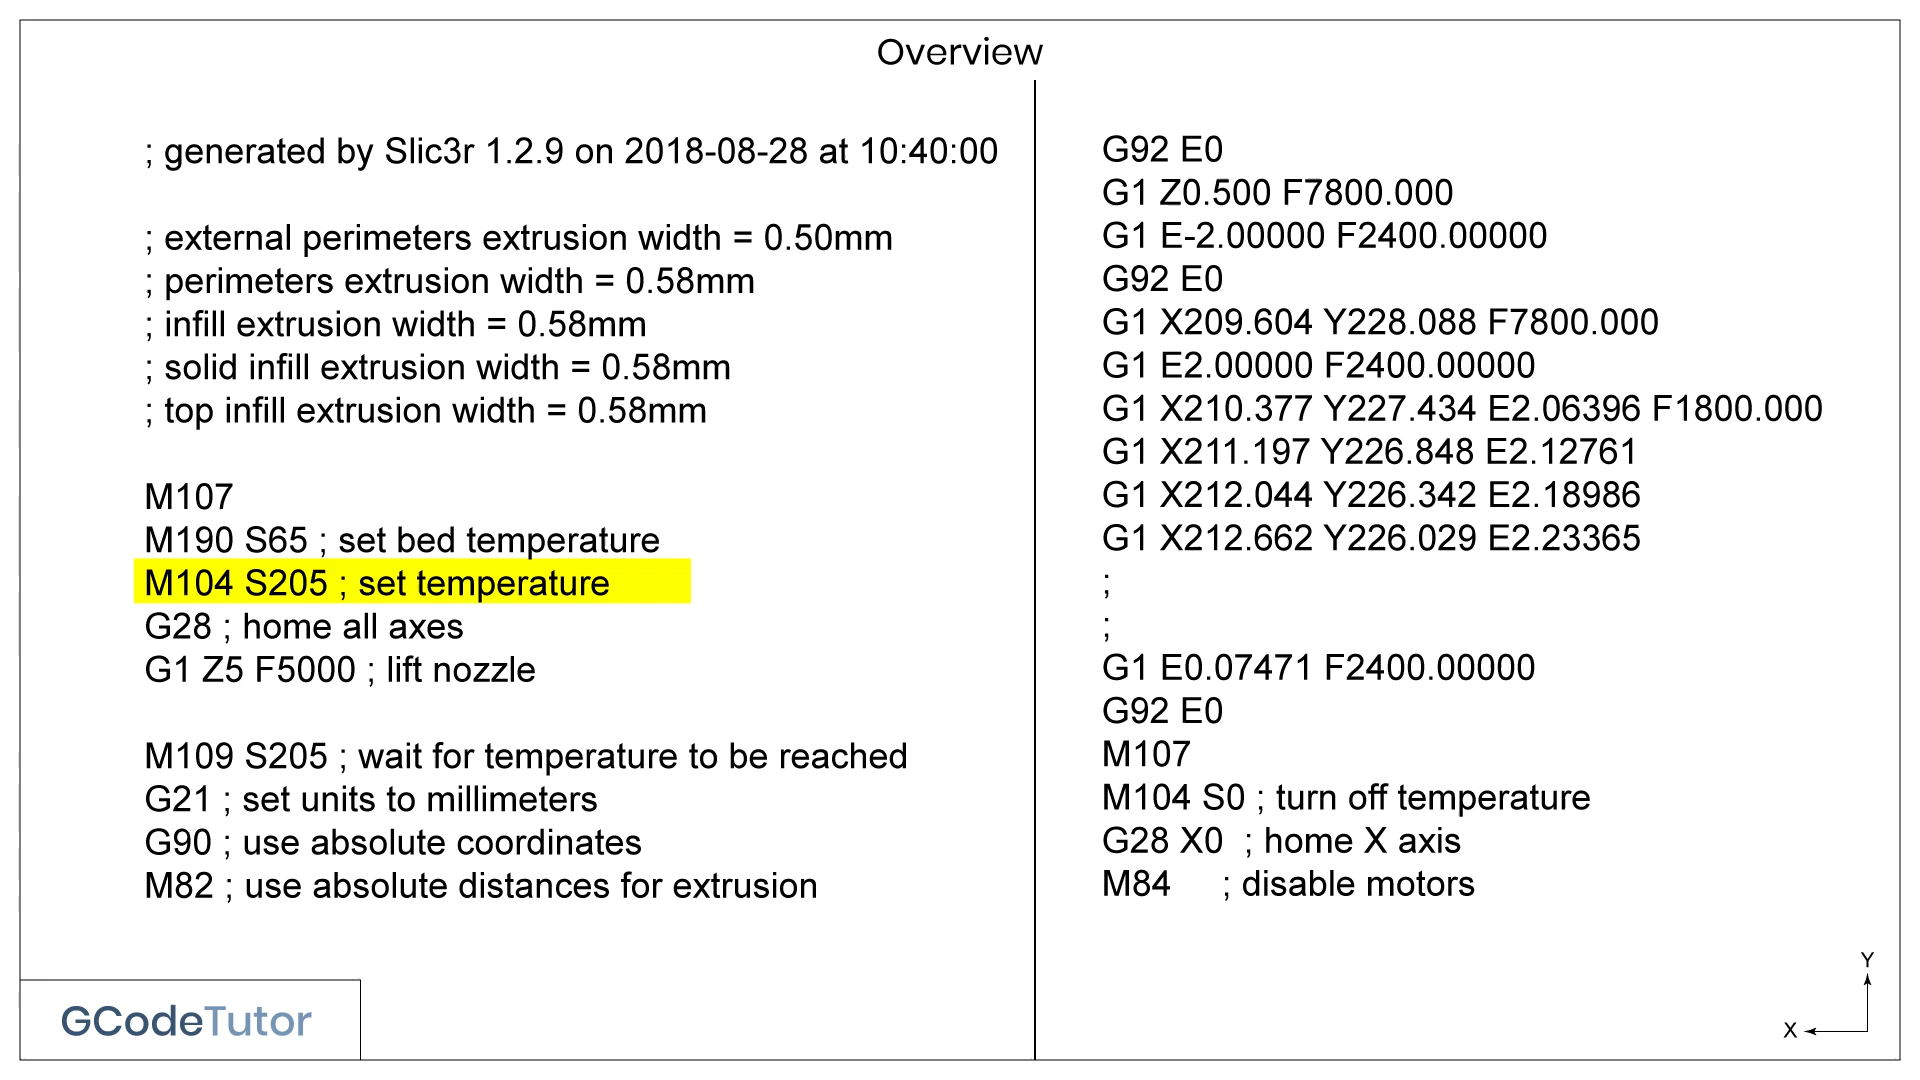 Overview
; generated by Slic3r 1.2.9 on 2018-08-28 at 10:40:00
; external perimeters extrusion width = 0.50mm
; perimeters extrusion width = 0.58mm
; infill extrusion width = 0.58mm
; solid infill extrusion width = 0.58mm
; top infill extrusion width = 0.58mm
M107
M190 S65 ; set bed temperature
M104 S205 ; set temperature
G28 ; home all axes
G1 Z5 F5000 ; lift nozzle
M109 S205 ; wait for temperature to be reached
G21 ; set units to millimeters
G90 ; use absolute coordinates
M82 ; use absolute distances for extrusion
G92 E0
G1 Z0.500 F7800.000
G1 E-2.00000 F2400.00000
G92 E0
G1 X209.604 Y228.088 F7800.000
G1 E2.00000 F2400.00000
G1 X210.377 Y227.434 E2.06396 F1800.000
G1 X211.197 Y226.848 E2.12761
G1 X212.044 Y226.342 E2.18986
G1 X212.662 Y226.029 E2.23365
;
;
G1 E0.07471 F2400.00000
G92 E0
M107
M104 S0 ; turn off temperature
G28 X0  ; home X axis
M84     ; disable motors
GCodeTutor
Y
X